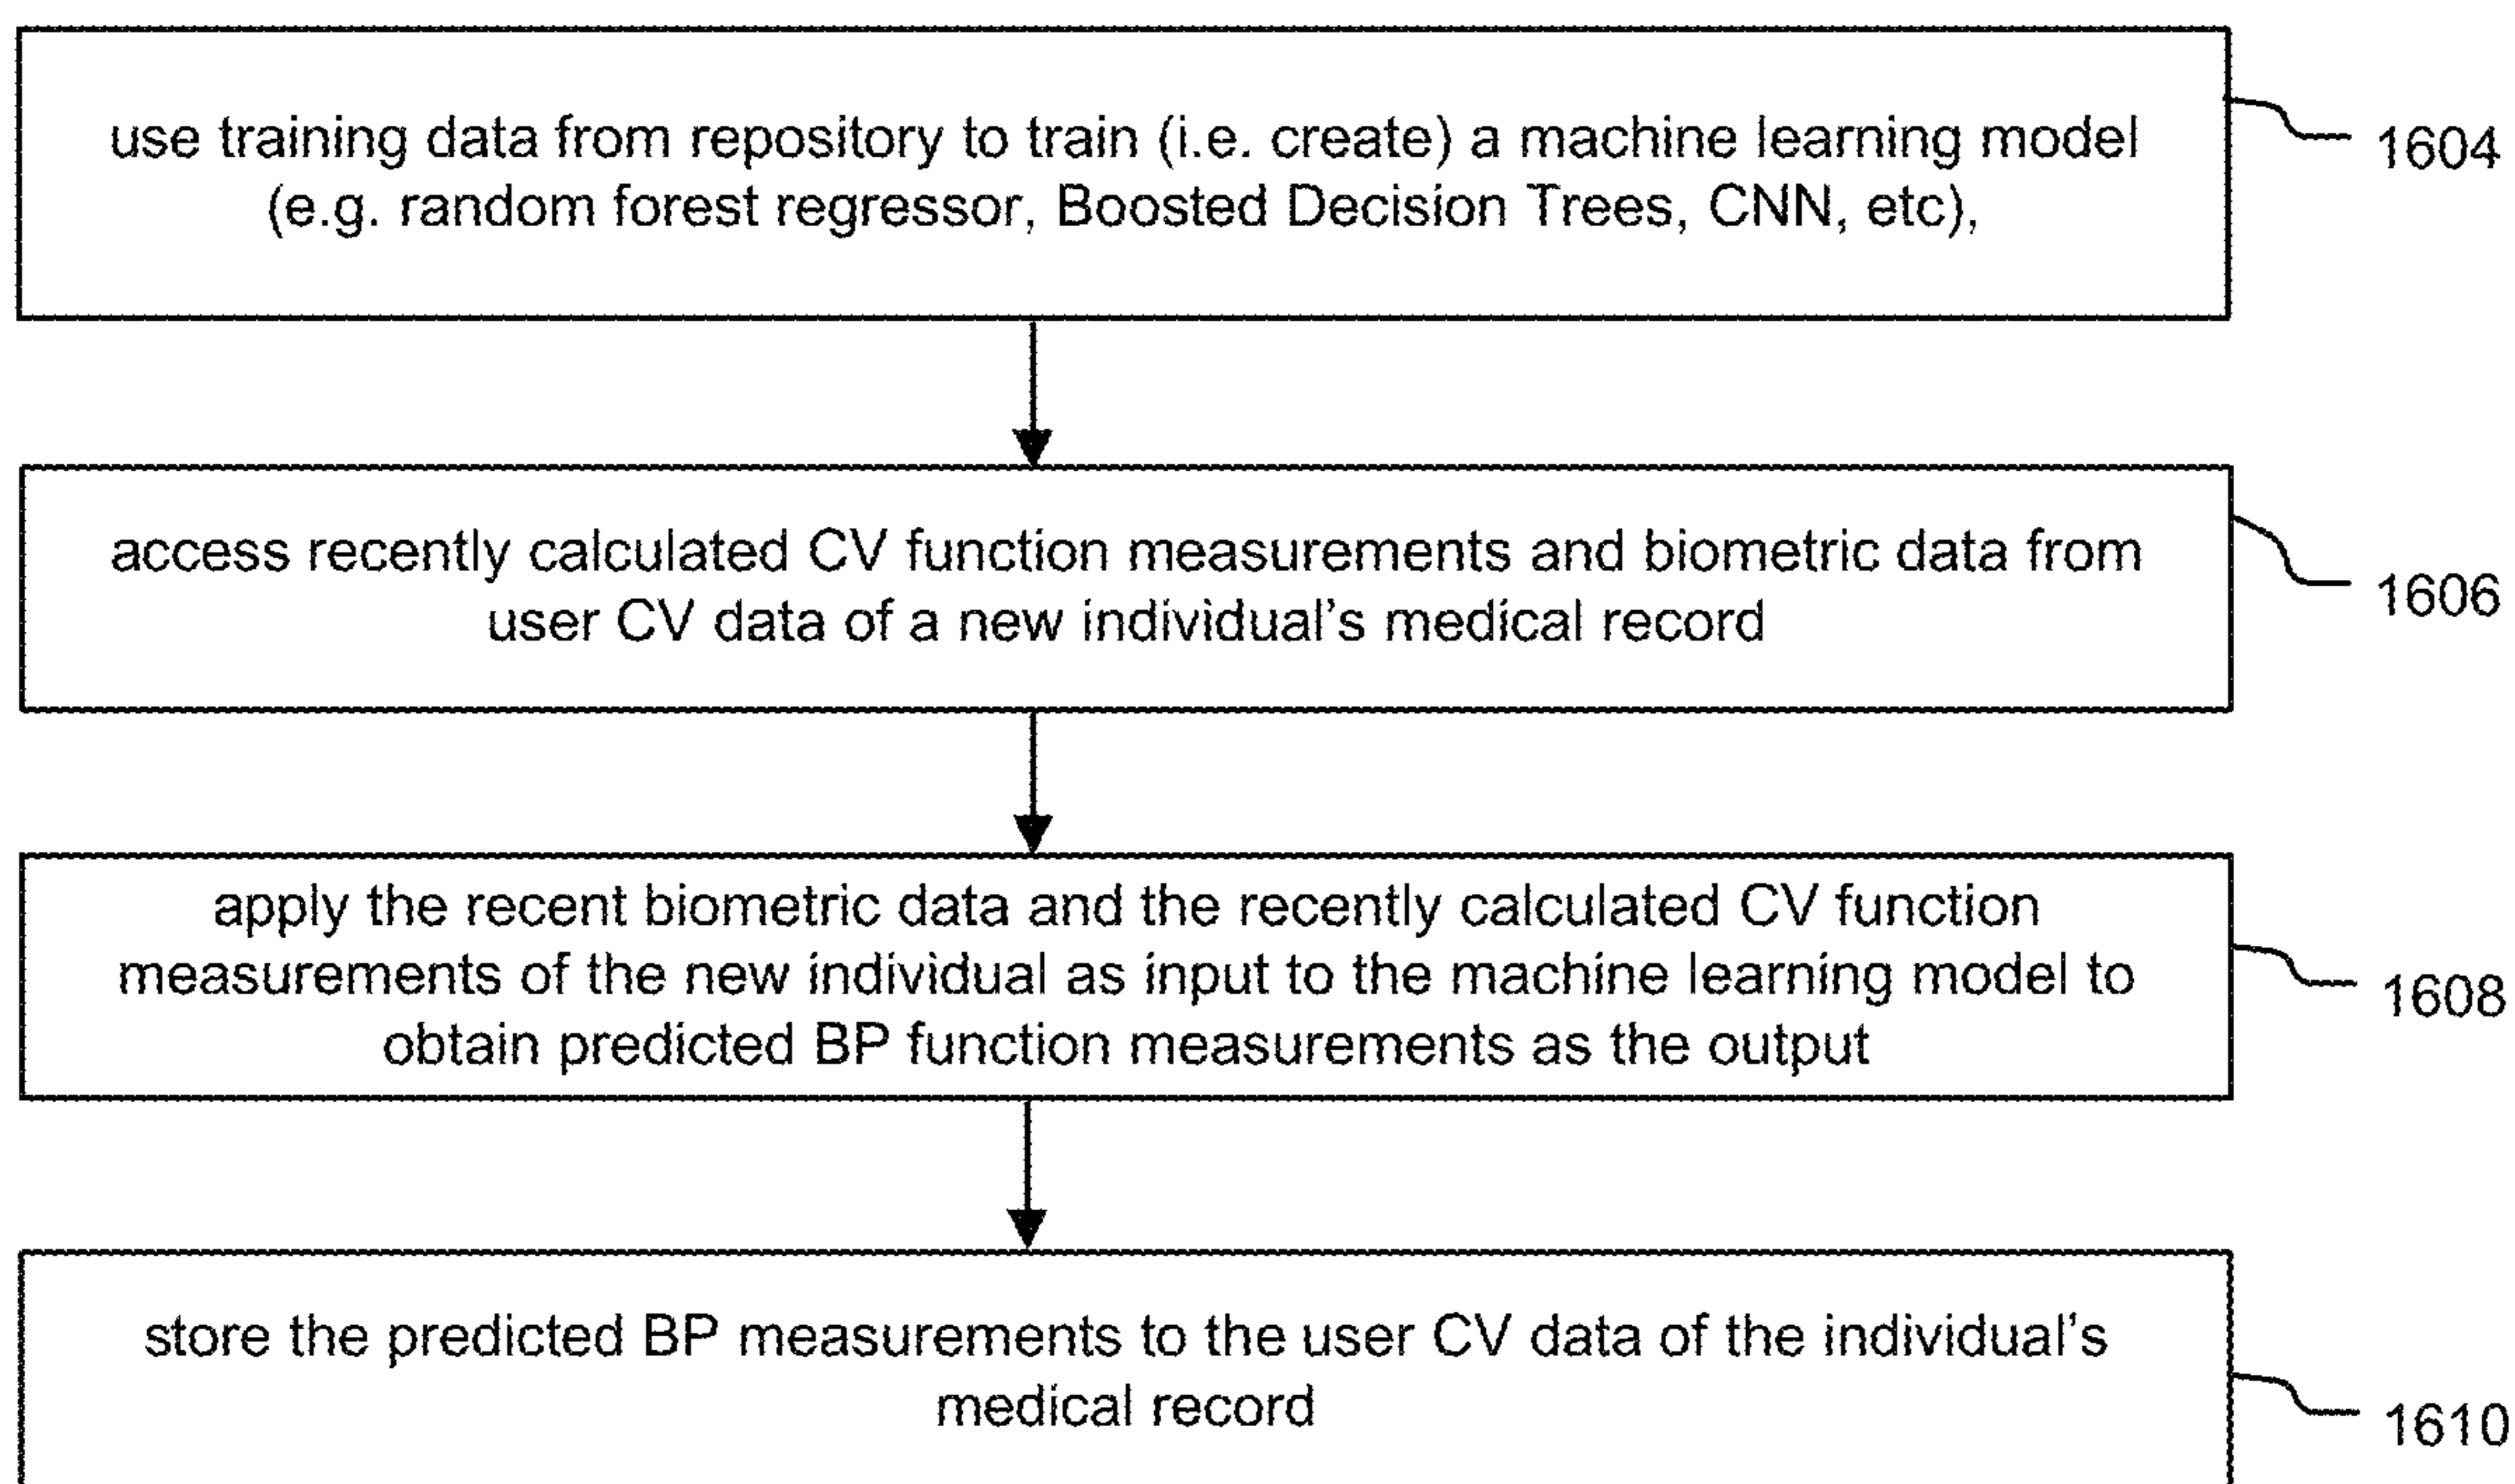 use training data from repository to train (i.e. create) a machine learning model
(e.g. random forest regressor, Boosted Decision Trees, CNN, etc),
1604
access recently calculated CV function measurements and biometric data from
user CV data of a new individual's medical record
1606
apply the recent biometric data and the recently calculated CV function
measurements of the new individual as input to the machine learning model to
obtain predicted BP function measurements as the output
1608
store the predicted BP measurements to the user CV data of the individual's
medical record
1610